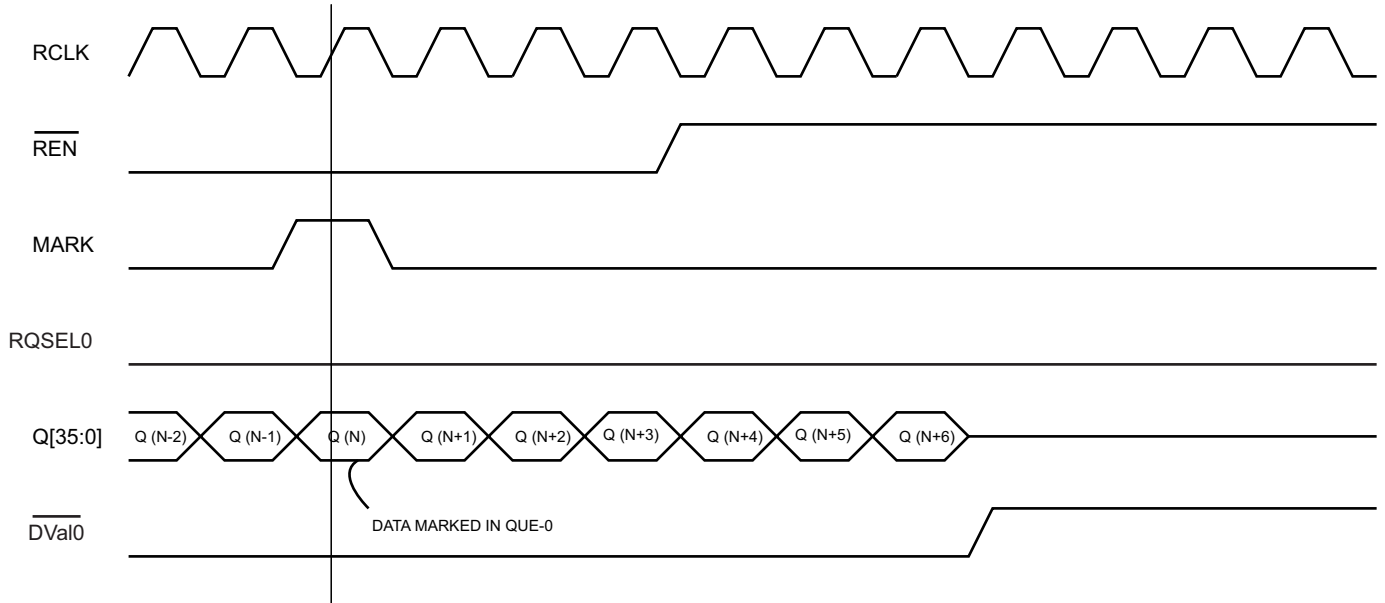 RCLK
REN
MARK
RQSEL0
Q[35:0] Q (N-2) Q (N-1) Q (N) Q (N+1) Q (N+2) Q (N+3) Q (N+4) Q (N+5) Q (N+6)
DATA MARKED IN QUE-0
DVal0